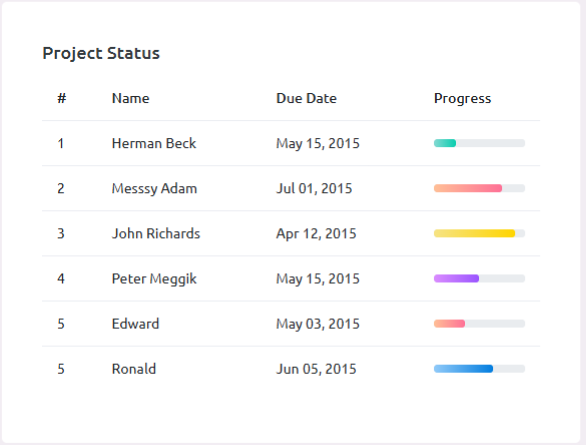 Project Status
# Name Due Date Progress
1 Herman Beck May 15, 2015
2 Messsy Adam Jul 01, 2015
3 John Richards Apr 12, 2015
4 Peter Meggik May 15, 2015
5 Edward May 03, 2015
5 Ronald Jun 05, 2015